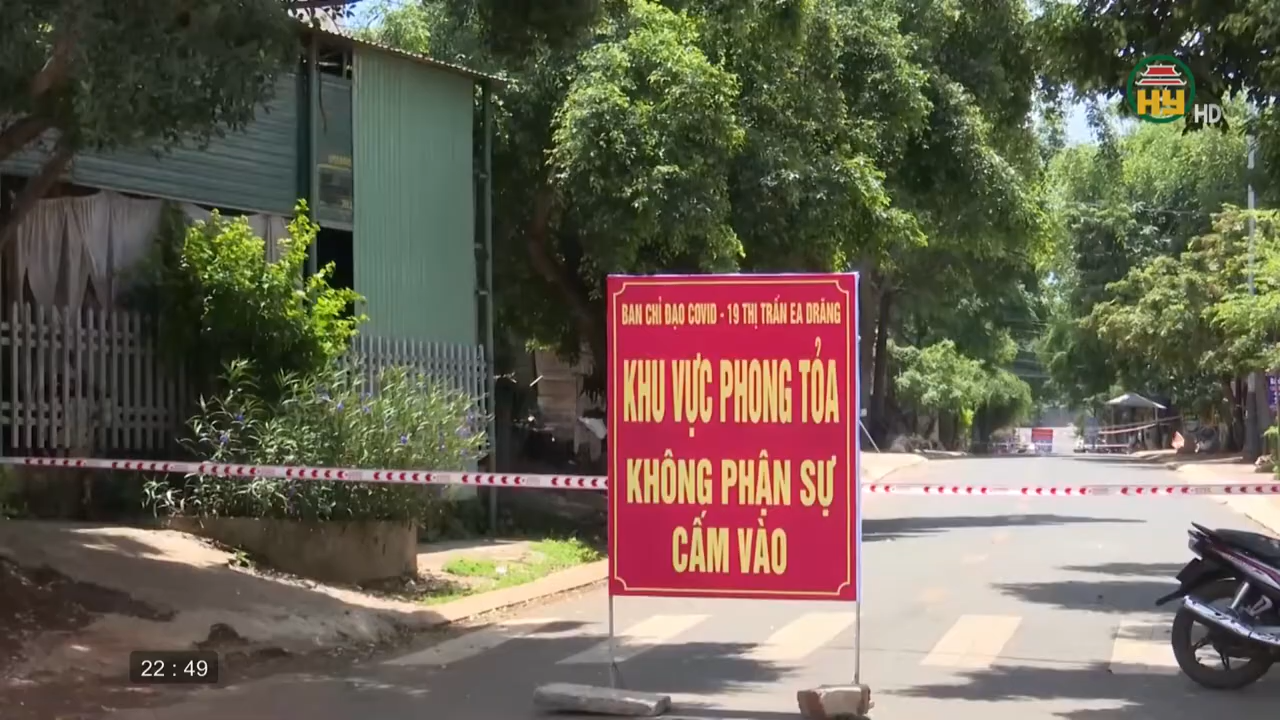 HY HD
BAN CHỈ ĐẠO COVID - 19 THỊ TRẤN EA DRĂNG
KHU VỰC PHONG TỎA
KHÔNG PHẬN SỰ
CẤM VÀO
22 : 49